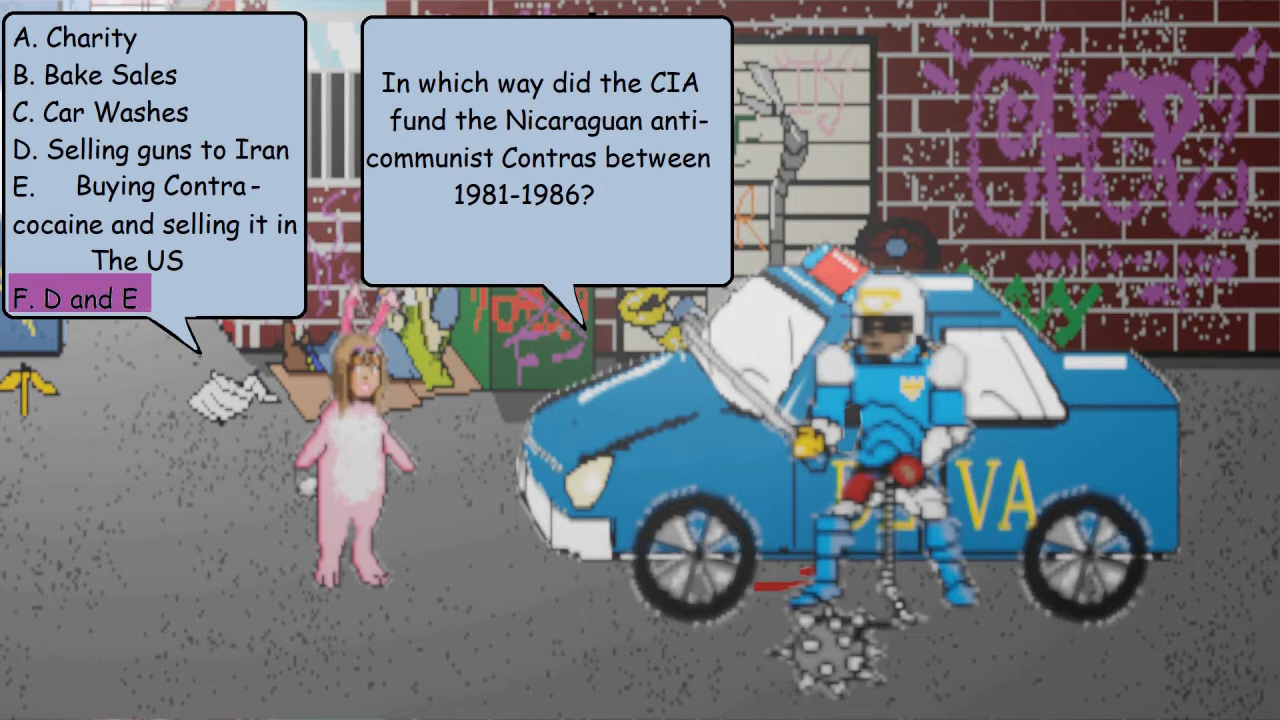 A. Charity
B. Bake Sales
C. Car Washes
D. Selling guns to Iran
E. Buying Contra-
cocaine and selling it in
The US
F. D and E
In which way did the CIA
fund the Nicaraguan anti-
communist Contras between
1981-1986?
VA